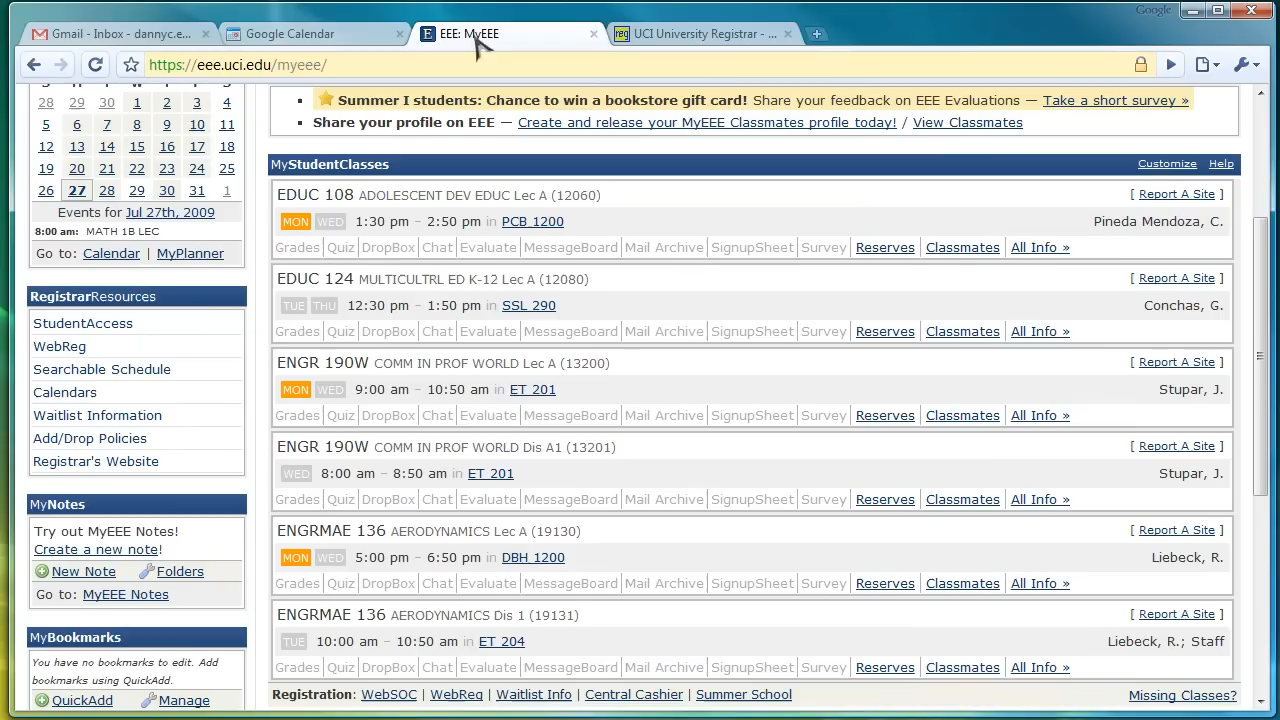 Google
Gmail - Inbox - dannyc.e...
Google Calendar
EEE: MyEEE
UCI University Registrar - ...
https://eee.uci.edu/myeee/
28 29 30 1 2 3 4
5 6 7 8 9 10 11
12 13 14 15 16 17 18
19 20 21 22 23 24 25
26 27 28 29 30 31 1
Events for Jul 27th, 2009
8:00 am: MATH 1B LEC
Go to: Calendar | MyPlanner
RegistrarResources
StudentAccess
WebReg
Searchable Schedule
Calendars
Waitlist Information
Add/Drop Policies
Registrar's Website
MyNotes
Try out MyEEE Notes!
Create a new note!
New Note Folders
Go to: MyEEE Notes
MyBookmarks
You have no bookmarks to edit. Add
bookmarks using QuickAdd.
QuickAdd Manage
Summer I students: Chance to win a bookstore gift card! Share your feedback on EEE Evaluations — Take a short survey »
Share your profile on EEE — Create and release your MyEEE Classmates profile today! / View Classmates
MyStudentClasses Customize Help
EDUC 108 ADOLESCENT DEV EDUC Lec A (12060) [ Report A Site ]
MON WED 1:30 pm – 2:50 pm in PCB 1200 Pineda Mendoza, C.
Grades Quiz DropBox Chat Evaluate MessageBoard Mail Archive SignupSheet Survey Reserves Classmates All Info »
EDUC 124 MULTICULTRL ED K-12 Lec A (12080) [ Report A Site ]
TUE THU 12:30 pm – 1:50 pm in SSL 290 Conchas, G.
Grades Quiz DropBox Chat Evaluate MessageBoard Mail Archive SignupSheet Survey Reserves Classmates All Info »
ENGR 190W COMM IN PROF WORLD Lec A (13200) [ Report A Site ]
MON WED 9:00 am – 10:50 am in ET 201 Stupar, J.
Grades Quiz DropBox Chat Evaluate MessageBoard Mail Archive SignupSheet Survey Reserves Classmates All Info »
ENGR 190W COMM IN PROF WORLD Dis A1 (13201) [ Report A Site ]
WED 8:00 am – 8:50 am in ET 201 Stupar, J.
Grades Quiz DropBox Chat Evaluate MessageBoard Mail Archive SignupSheet Survey Reserves Classmates All Info »
ENGRMAE 136 AERODYNAMICS Lec A (19130) [ Report A Site ]
MON WED 5:00 pm – 6:50 pm in DBH 1200 Liebeck, R.
Grades Quiz DropBox Chat Evaluate MessageBoard Mail Archive SignupSheet Survey Reserves Classmates All Info »
ENGRMAE 136 AERODYNAMICS Dis 1 (19131) [ Report A Site ]
TUE 10:00 am – 10:50 am in ET 204 Liebeck, R.; Staff
Grades Quiz DropBox Chat Evaluate MessageBoard Mail Archive SignupSheet Survey Reserves Classmates All Info »
Registration: WebSOC | WebReg | Waitlist Info | Central Cashier | Summer School Missing Classes?